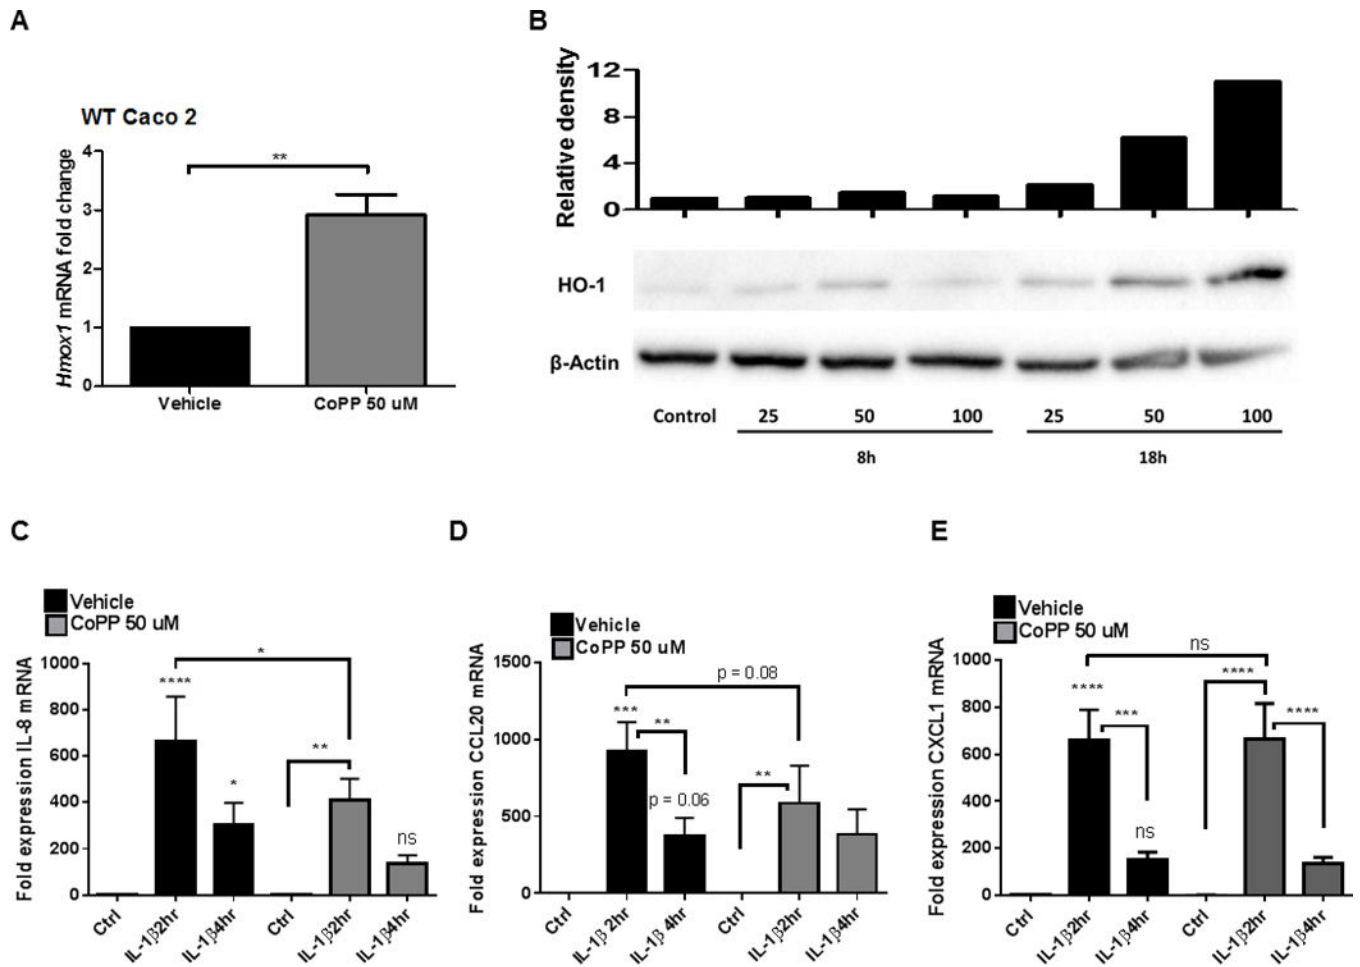 A
WT Caco 2
Hmox1 mRNA fold change
4
3
2
1
0
**
Vehicle
CoPP 50 uM
B
Relative density
12
8
4
0
HO-1
β-Actin
Control 25 50 100 25 50 100
8h 18h
C
Vehicle
CoPP 50 uM
Fold expression IL-8 mRNA
1000
800
600
400
200
0
*
****
**
*
ns
Ctrl
IL-1β2hr
IL-1β4hr
Ctrl
IL-1β2hr
IL-1β4hr
D
Vehicle
CoPP 50 uM
Fold expression CCL20 mRNA
1500
1000
500
0
p = 0.08
***
**
**
p = 0.06
Ctrl
IL-1β 2hr
IL-1β 4hr
Ctrl
IL-1β2hr
IL-1β4hr
E
Vehicle
CoPP 50 uM
Fold expression CXCL1 mRNA
1000
800
600
400
200
0
ns
****
****
***
****
ns
Ctrl
IL-1β2hr
IL-1β4hr
Ctrl
IL-1β2hr
IL-1β4hr